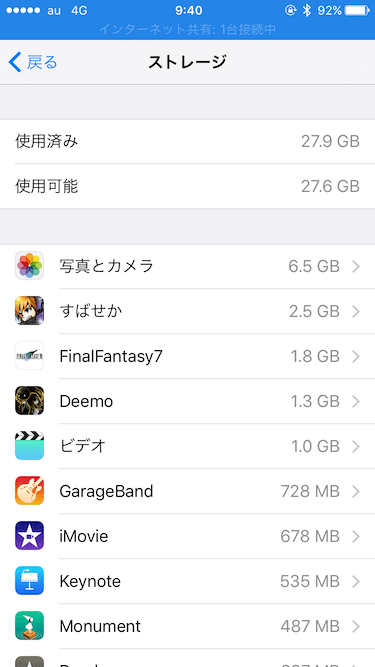 au 4G 9:40 92%
インターネット共有: 1台接続中
戻る ストレージ
使用済み 27.9 GB
使用可能 27.6 GB
写真とカメラ 6.5 GB
すばせか 2.5 GB
FinalFantasy7 1.8 GB
Deemo 1.3 GB
ビデオ 1.0 GB
GarageBand 728 MB
iMovie 678 MB
Keynote 535 MB
Monument 487 MB